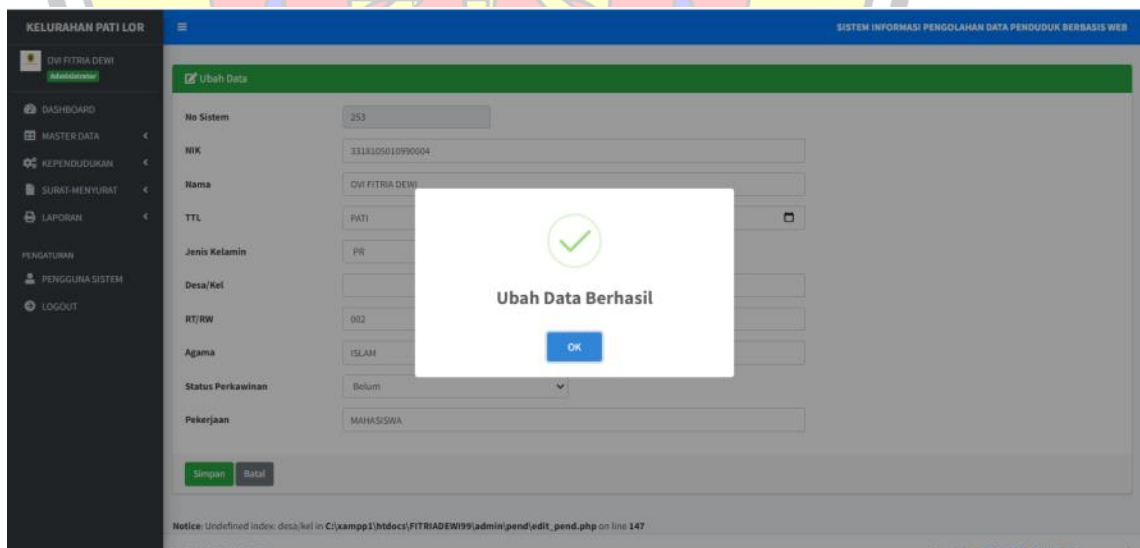 KELURAHAN PATI LOR
SISTEM INFORMASI PENGOLAHAN DATA PENDUDUK BERBASIS WEB
OVI FITRIA DEWI
Administrator
DASHBOARD
MASTER DATA
KEPENDUDUKAN
SURAT-MENYURAT
LAPORAN
PENGATURAN
PENGGUNA SISTEM
LOGOUT
Ubah Data
No Sistem 253
NIK 3318105010990004
Nama OVI FITRIA DEWI
TTL PATI
Jenis Kelamin PR
Desa/Kel
RT/RW 002
Agama ISLAM
Status Perkawinan Belum
Pekerjaan MAHASISWA
Simpan Batal
Ubah Data Berhasil
OK
Notice: Undefined index: desa/kel in C:\xampp1\htdocs\FITRIADEWI99\admin\pend\edit_pend.php on line 147